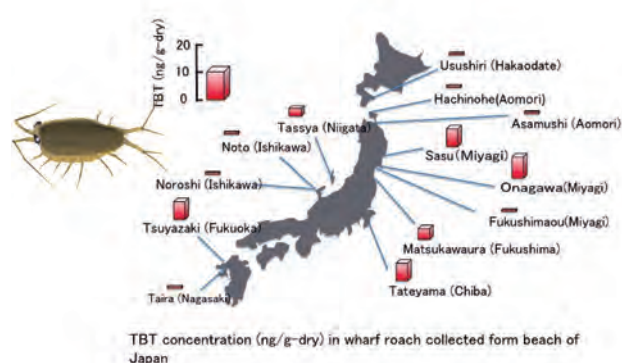 TBT (ng/g-dry)
20
10
0
Usushiri (Hakaodate)
Hachinohe(Aomori)
Asamushi (Aomori)
Tassya (Niigata)
Noto (Ishikawa)
Sasu(Miyagi)
Noroshi (Ishikawa)
Onagawa(Miyagi)
Fukushimaou(Miyagi)
Tsuyazaki (Fukuoka)
Matsukawaura (Fukushima)
Tateyama (Chiba)
Taira (Nagasaki)
TBT concentration (ng/g-dry) in wharf roach collected form beach of
Japan